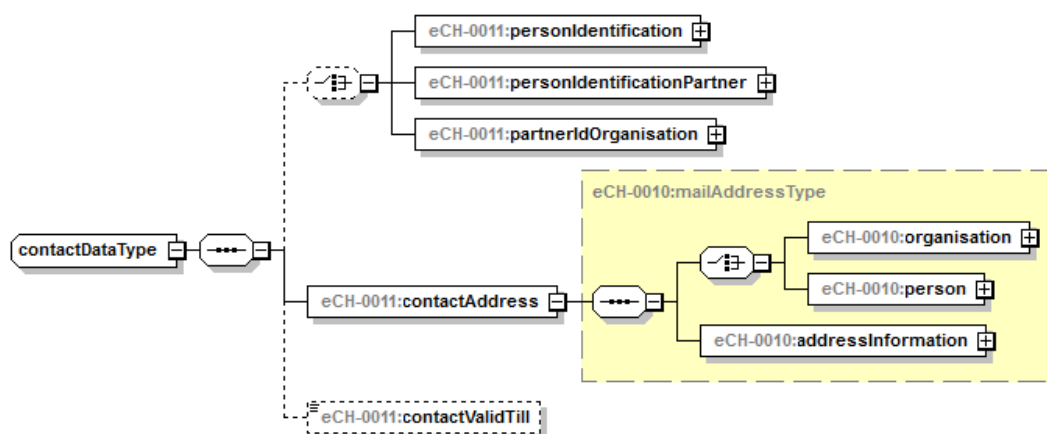 eCH-0011:personIdentification
eCH-0011:personIdentificationPartner
eCH-0011:partnerIdOrganisation
eCH-0010:mailAddressType
contactDataType
eCH-0010:organisation
eCH-0010:person
eCH-0011:contactAddress
eCH-0010:addressInformation
eCH-0011:contactValidTill